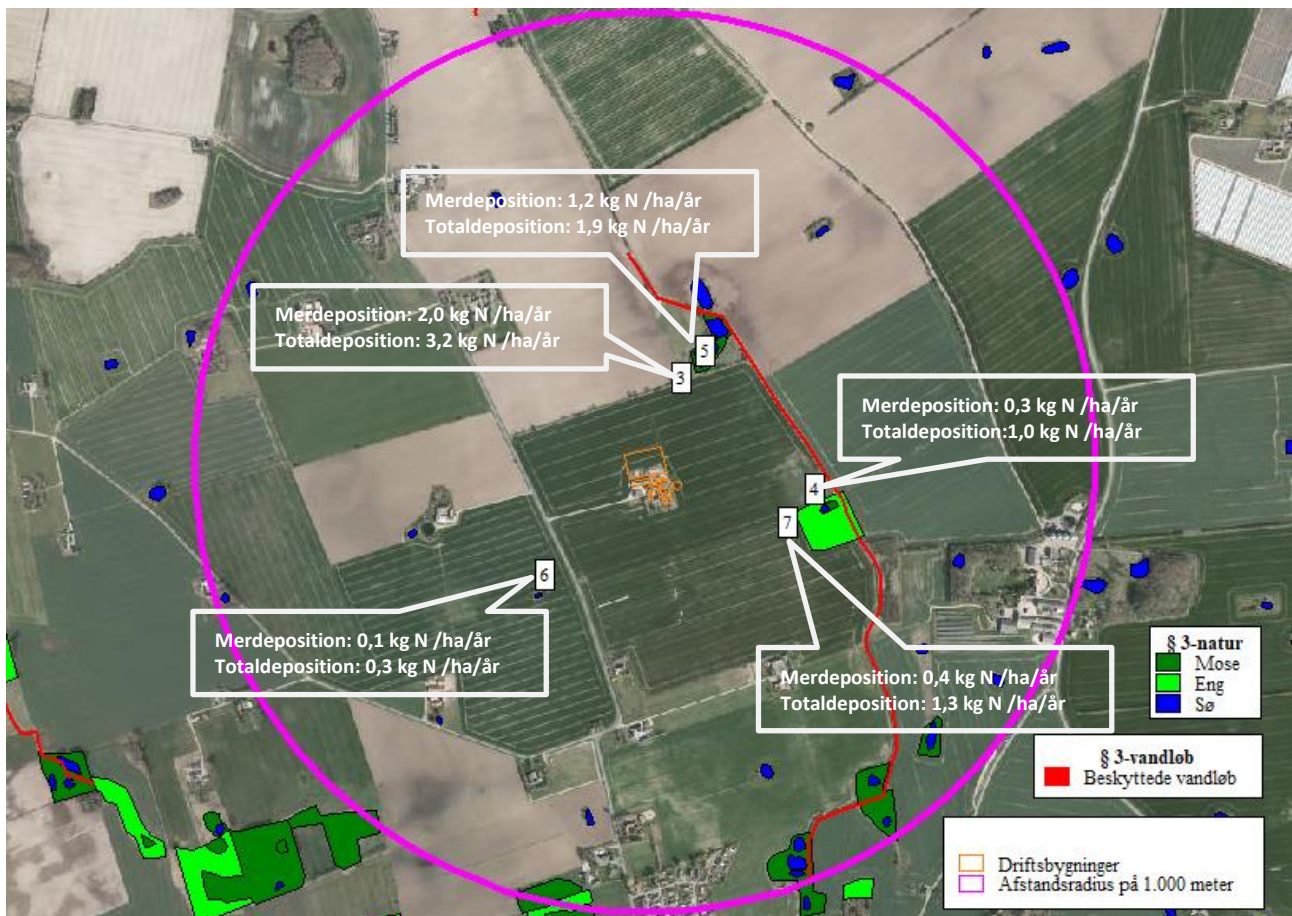 Merdeposition: 1,2 kg N /ha/år
Totaldeposition: 1,9 kg N /ha/år
Merdeposition: 2,0 kg N /ha/år
Totaldeposition: 3,2 kg N /ha/år
5
3
Merdeposition: 0,3 kg N /ha/år
Totaldeposition:1,0 kg N /ha/år
4
7
6
Merdeposition: 0,1 kg N /ha/år
Totaldeposition: 0,3 kg N /ha/år
Merdeposition: 0,4 kg N /ha/år
Totaldeposition: 1,3 kg N /ha/år
§ 3-natur
Mose
Eng
Sø
§ 3-vandløb
Beskyttede vandløb
Driftsbygninger
Afstandsradius på 1.000 meter